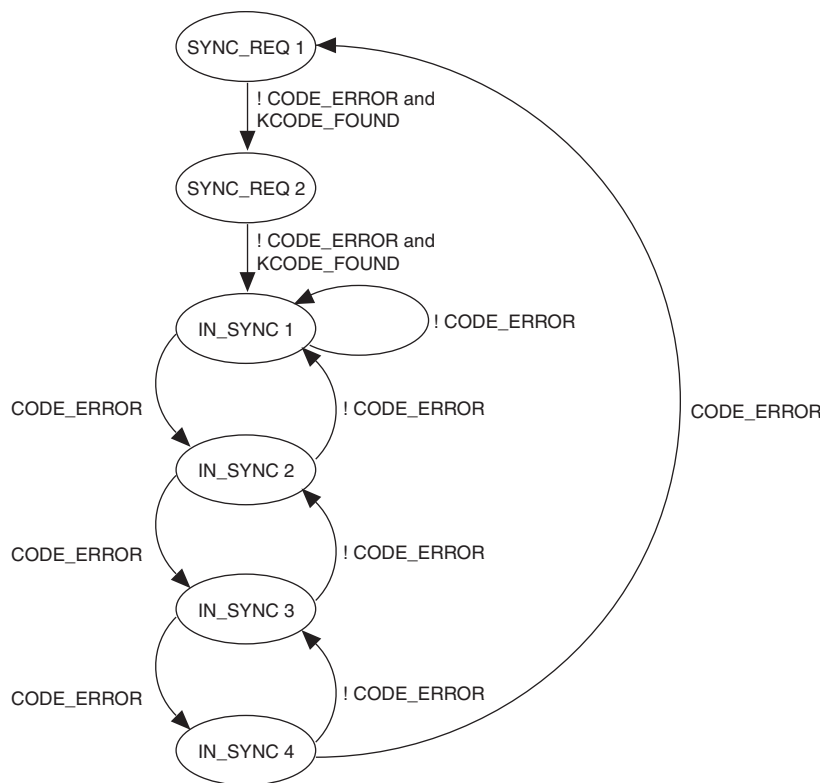 SYNC_REQ 1
! CODE_ERROR and
KCODE_FOUND
SYNC_REQ 2
! CODE_ERROR and
KCODE_FOUND
IN_SYNC 1
! CODE_ERROR
CODE_ERROR
! CODE_ERROR
CODE_ERROR
IN_SYNC 2
CODE_ERROR
! CODE_ERROR
IN_SYNC 3
CODE_ERROR
! CODE_ERROR
IN_SYNC 4